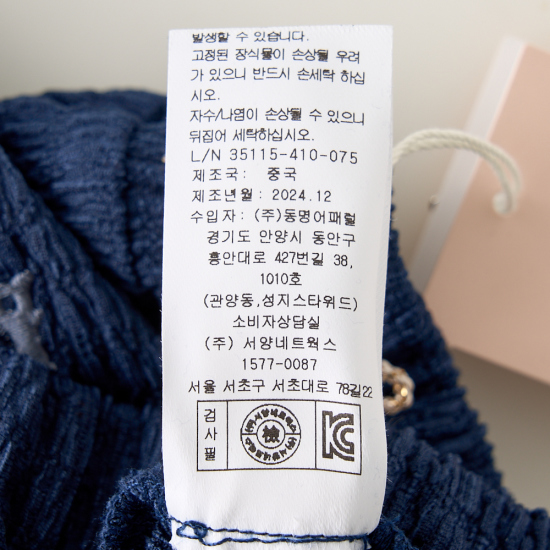 발생할 수 있습니다.
고정된 장식물이 손상될 우려
가 있으니 반드시 손세탁 하십
시오.
자수/나염이 손상될 수 있으니
뒤집어 세탁하십시오.
L/N 35115-410-075
제조국: 중국
제조년월: 2024.12
수입자: (주)동명어패럴
경기도 안양시 동안구
흥안대로 427번길 38,
1010호
(관양동,성지스타위드)
소비자상담실
(주) 서양네트웍스
1577-0087
서울 서초구 서초대로 78길22
검사필
檢
KC